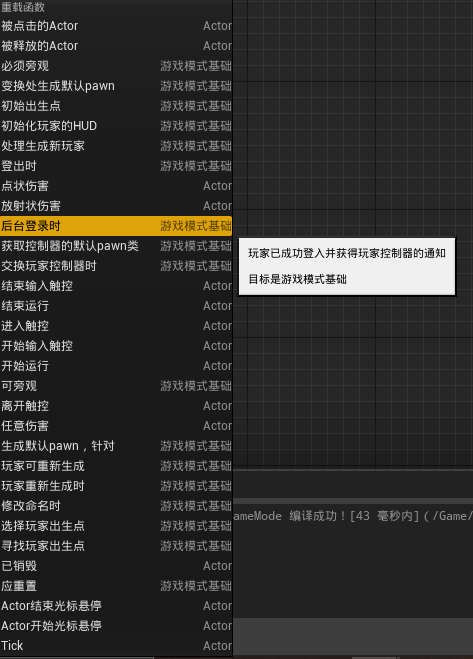 重载函数
被点击的Actor Actor
被释放的Actor Actor
必须旁观 游戏模式基础
变换处生成默认pawn 游戏模式基础
初始出生点 游戏模式基础
初始化玩家的HUD 游戏模式基础
处理生成新玩家 游戏模式基础
登出时 游戏模式基础
点状伤害 Actor
放射状伤害 Actor
后台登录时 游戏模式基础
获取控制器的默认pawn类 游戏模式基础
交换玩家控制器时 游戏模式基础
结束输入触控 Actor
结束运行 Actor
进入触控 Actor
开始输入触控 Actor
开始运行 Actor
可旁观 游戏模式基础
离开触控 Actor
任意伤害 Actor
生成默认pawn，针对 游戏模式基础
玩家可重新生成 游戏模式基础
玩家重新生成时 游戏模式基础
修改命名时 游戏模式基础
选择玩家出生点 游戏模式基础
寻找玩家出生点 游戏模式基础
已销毁 Actor
应重置 游戏模式基础
Actor结束光标悬停 Actor
Actor开始光标悬停 Actor
Tick Actor
玩家已成功登入并获得玩家控制器的通知
目标是游戏模式基础
ameMode 编译成功！[43 毫秒内]（/Game/